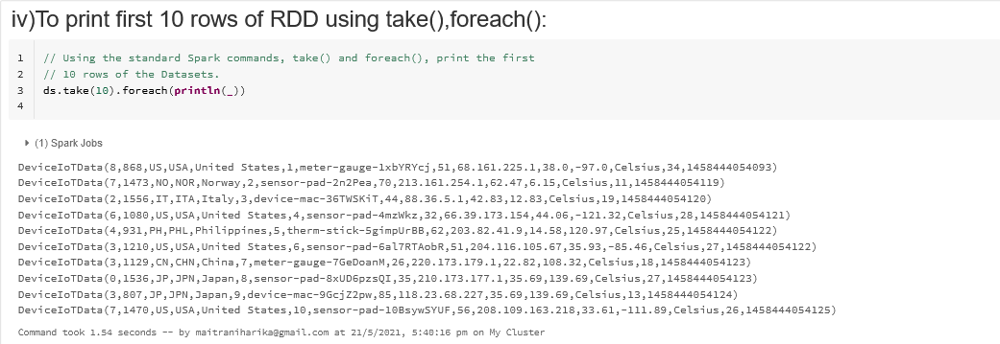 iv)To print first 10 rows of RDD using take(),foreach():
1 // Using the standard Spark commands, take() and foreach(), print the first
2 // 10 rows of the Datasets.
3 ds.take(10).foreach(println(_))
4
(1) Spark Jobs
DeviceIoTData(8,868,US,USA,United States,1,meter-gauge-1xbYRYcj,51,68.161.225.1,38.0,-97.0,Celsius,34,1458444054093)
DeviceIoTData(7,1473,NO,NOR,Norway,2,sensor-pad-2n2Pea,70,213.161.254.1,62.47,6.15,Celsius,11,1458444054119)
DeviceIoTData(2,1556,IT,ITA,Italy,3,device-mac-36TWSKiT,44,88.36.5.1,42.83,12.83,Celsius,19,1458444054120)
DeviceIoTData(6,1080,US,USA,United States,4,sensor-pad-4mzWkz,32,66.39.173.154,44.06,-121.32,Celsius,28,1458444054121)
DeviceIoTData(4,931,PH,PHL,Philippines,5,therm-stick-5gimpUrBB,62,203.82.41.9,14.58,120.97,Celsius,25,1458444054122)
DeviceIoTData(3,1210,US,USA,United States,6,sensor-pad-6al7RTAobR,51,204.116.105.67,35.93,-85.46,Celsius,27,1458444054122)
DeviceIoTData(3,1129,CN,CHN,China,7,meter-gauge-7GeDoanM,26,220.173.179.1,22.82,108.32,Celsius,18,1458444054123)
DeviceIoTData(0,1536,JP,JPN,Japan,8,sensor-pad-8xUD6pzsQI,35,210.173.177.1,35.69,139.69,Celsius,27,1458444054123)
DeviceIoTData(3,807,JP,JPN,Japan,9,device-mac-9GcjZ2pw,85,118.23.68.227,35.69,139.69,Celsius,13,1458444054124)
DeviceIoTData(7,1470,US,USA,United States,10,sensor-pad-10BsywSYUF,56,208.109.163.218,33.61,-111.89,Celsius,26,1458444054125)
Command took 1.54 seconds -- by maitraniharika@gmail.com at 21/5/2021, 5:40:16 pm on My Cluster